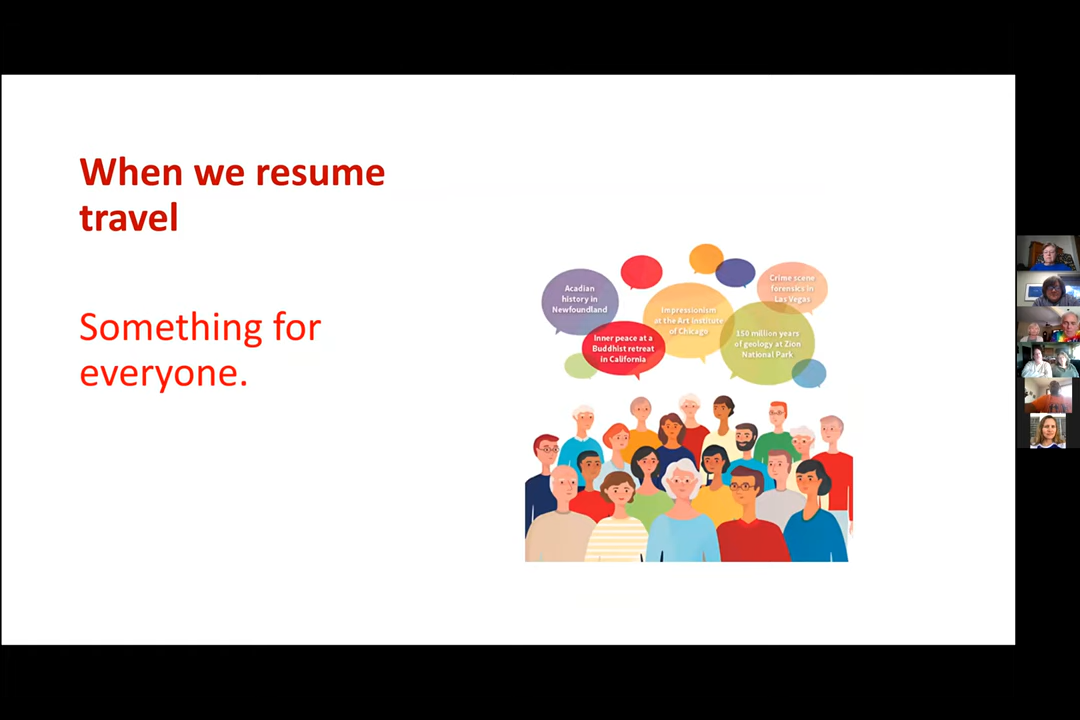 When we resume
travel
Something for
everyone.
Acadian
history in
Newfoundland
Inner peace at a
Buddhist retreat
in California
Impressionism
at the Art Institute
of Chicago
Crime scene
forensics in
Las Vegas
150 million years
of geology at Zion
National Park